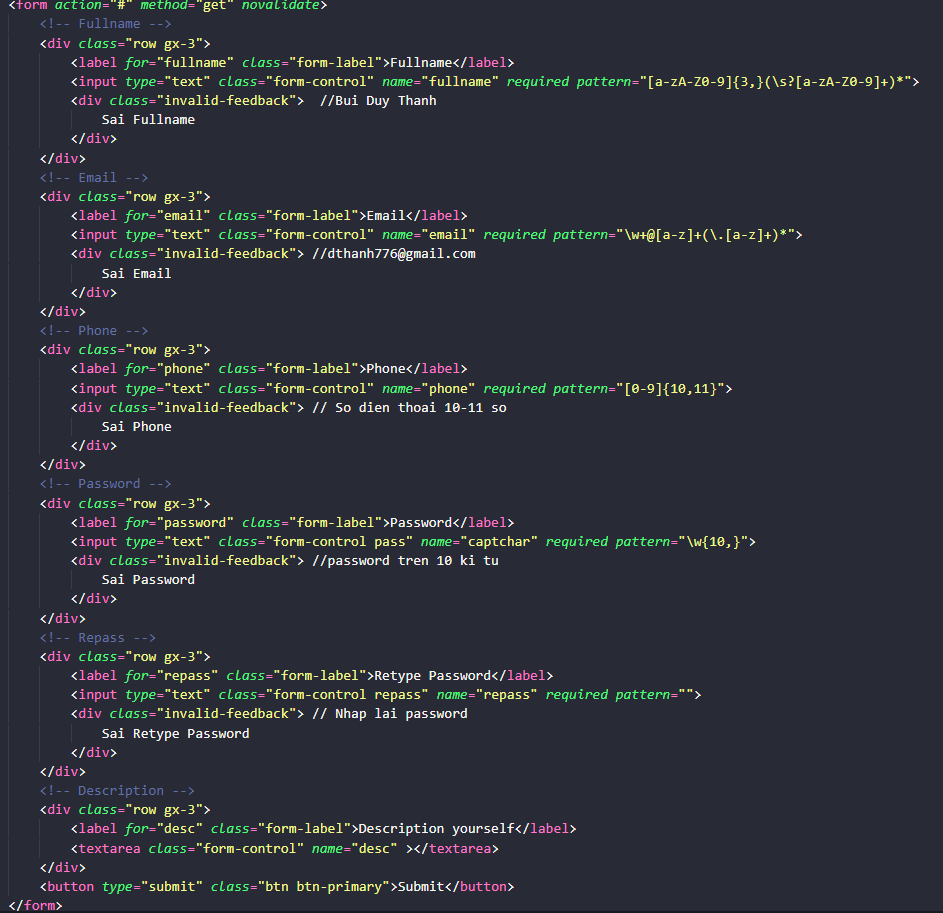 <form action="#" method="get" novalidate>
<!-- Fullname -->
<div class="row gx-3">
<label for="fullname" class="form-label">Fullname</label>
<input type="text" class="form-control" name="fullname" required pattern="[a-zA-Z0-9]{3,}(\s?[a-zA-Z0-9]+)*">
<div class="invalid-feedback">  //Bui Duy Thanh
Sai Fullname
</div>
</div>
<!-- Email -->
<div class="row gx-3">
<label for="email" class="form-label">Email</label>
<input type="text" class="form-control" name="email" required pattern="\w+@[a-z]+(\.[a-z]+)*">
<div class="invalid-feedback"> //dthanh776@gmail.com
Sai Email
</div>
</div>
<!-- Phone -->
<div class="row gx-3">
<label for="phone" class="form-label">Phone</label>
<input type="text" class="form-control" name="phone" required pattern="[0-9]{10,11}">
<div class="invalid-feedback"> // So dien thoai 10-11 so
Sai Phone
</div>
</div>
<!-- Password -->
<div class="row gx-3">
<label for="password" class="form-label">Password</label>
<input type="text" class="form-control pass" name="captchar" required pattern="\w{10,}">
<div class="invalid-feedback"> //password tren 10 ki tu
Sai Password
</div>
</div>
<!-- Repass -->
<div class="row gx-3">
<label for="repass" class="form-label">Retype Password</label>
<input type="text" class="form-control repass" name="repass" required pattern="">
<div class="invalid-feedback"> // Nhap lai password
Sai Retype Password
</div>
</div>
<!-- Description -->
<div class="row gx-3">
<label for="desc" class="form-label">Description yourself</label>
<textarea class="form-control" name="desc" ></textarea>
</div>
<button type="submit" class="btn btn-primary">Submit</button>
</form>